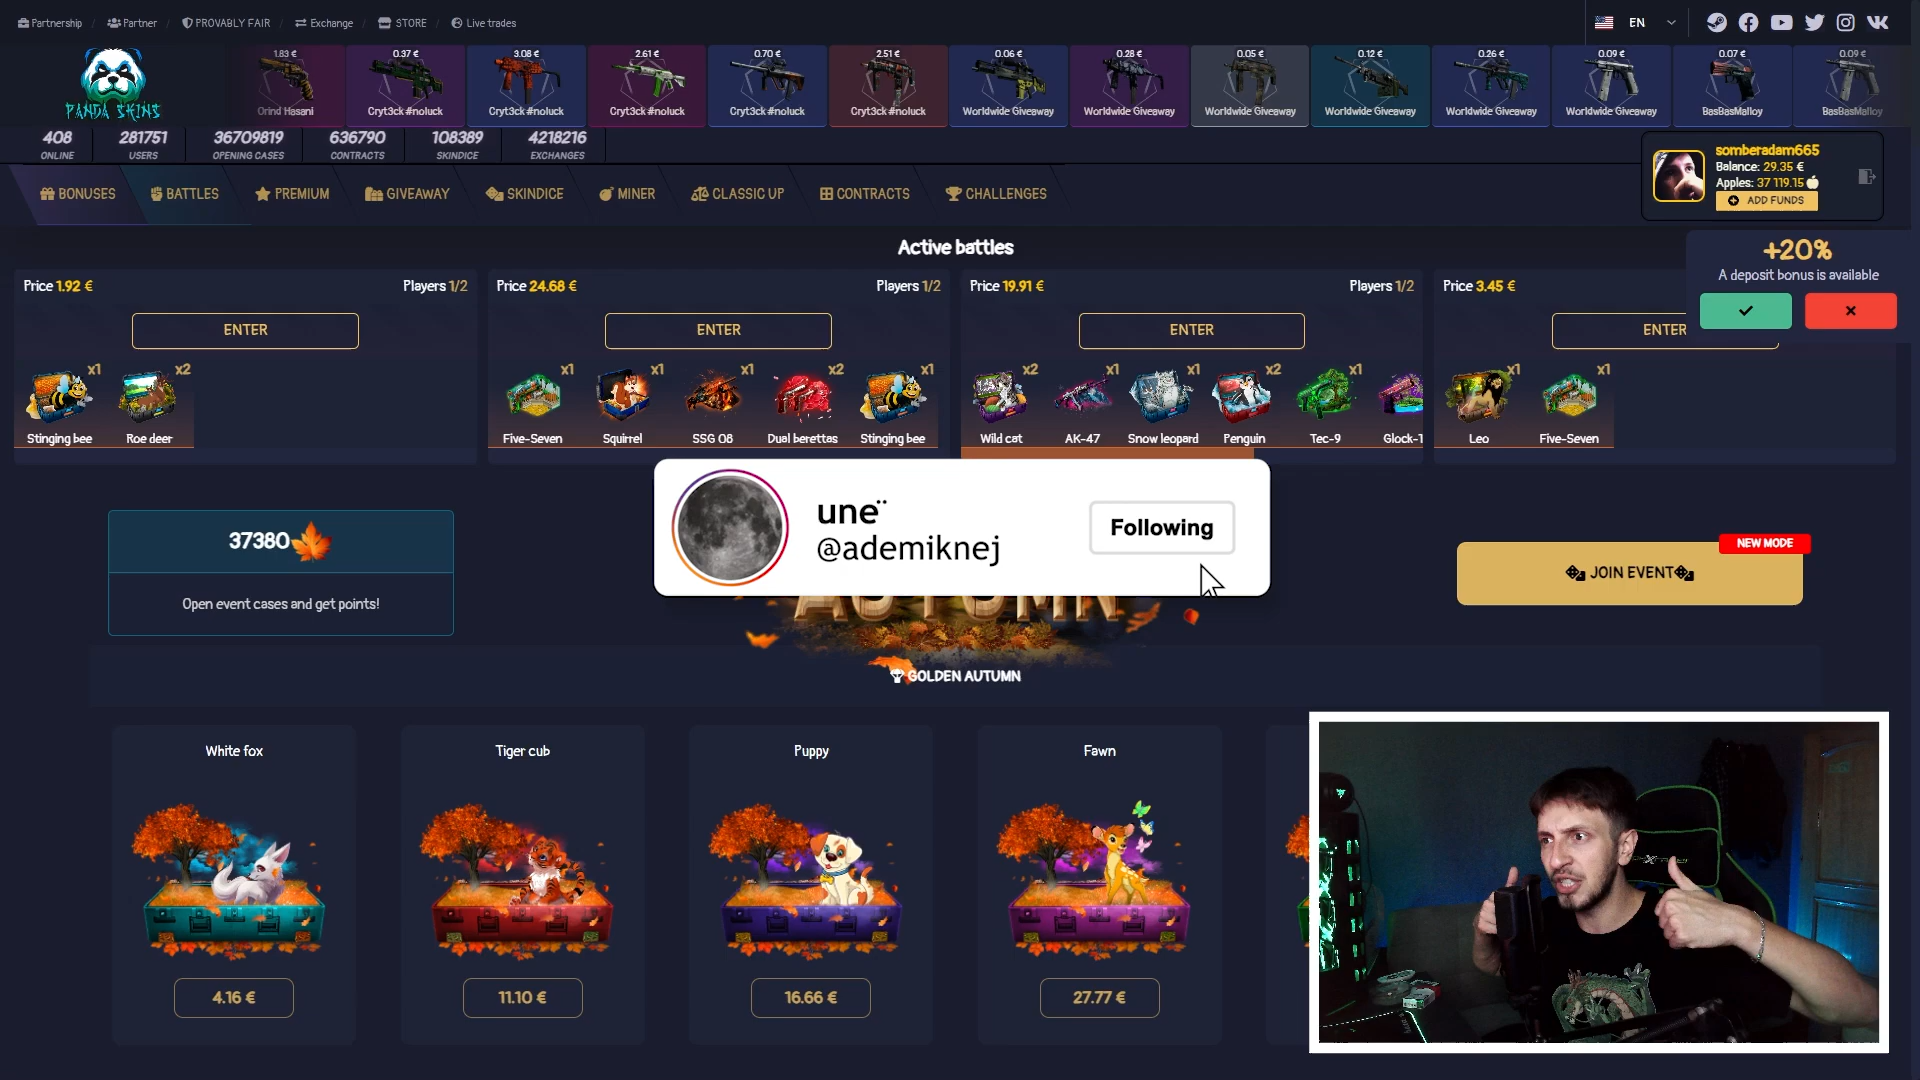 Partnership / Partner / PROVABLY FAIR / Exchange / STORE / Live trades
EN
1.83 € 0.37 € 3.08 € 2.61 € 0.70 € 2.51 € 0.06 € 0.28 € 0.05 € 0.12 € 0.26 € 0.09 € 0.07 € 0.09 €
Orind Hasani Cryt3ck #noluck Cryt3ck #noluck Cryt3ck #noluck Cryt3ck #noluck Cryt3ck #noluck Worldwide Giveaway Worldwide Giveaway Worldwide Giveaway Worldwide Giveaway Worldwide Giveaway Worldwide Giveaway BasBasMalloy BasBasMalloy
PANDA SKINS
408 281751 36709819 636790 108389 4218216
ONLINE USERS OPENING CASES CONTRACTS SKINDICE EXCHANGES
somberadam665
Balance: 29.35 €
Apples: 37 119.15
ADD FUNDS
BONUSES BATTLES PREMIUM GIVEAWAY SKINDICE MINER CLASSIC UP CONTRACTS CHALLENGES
Active battles
+20%
A deposit bonus is available
Price 1.92 € Players 1/2 Price 24.68 € Players 1/2 Price 19.91 € Players 1/2 Price 3.45 €
ENTER ENTER ENTER ENTER
x1 x2 x1 x1 x1 x2 x1 x2 x1 x1 x2 x1 x1 x1
Stinging bee Roe deer Five-Seven Squirrel SSG 08 Dual berettas Stinging bee Wild cat AK-47 Snow leopard Penguin Tec-9 Glock-1 Leo Five-Seven
une¨
@ademiknej
Following
37380
Open event cases and get points!
NEW MODE
JOIN EVENT
AUTUMN
GOLDEN AUTUMN
White fox Tiger cub Puppy Fawn
4.16 € 11.10 € 16.66 € 27.77 €